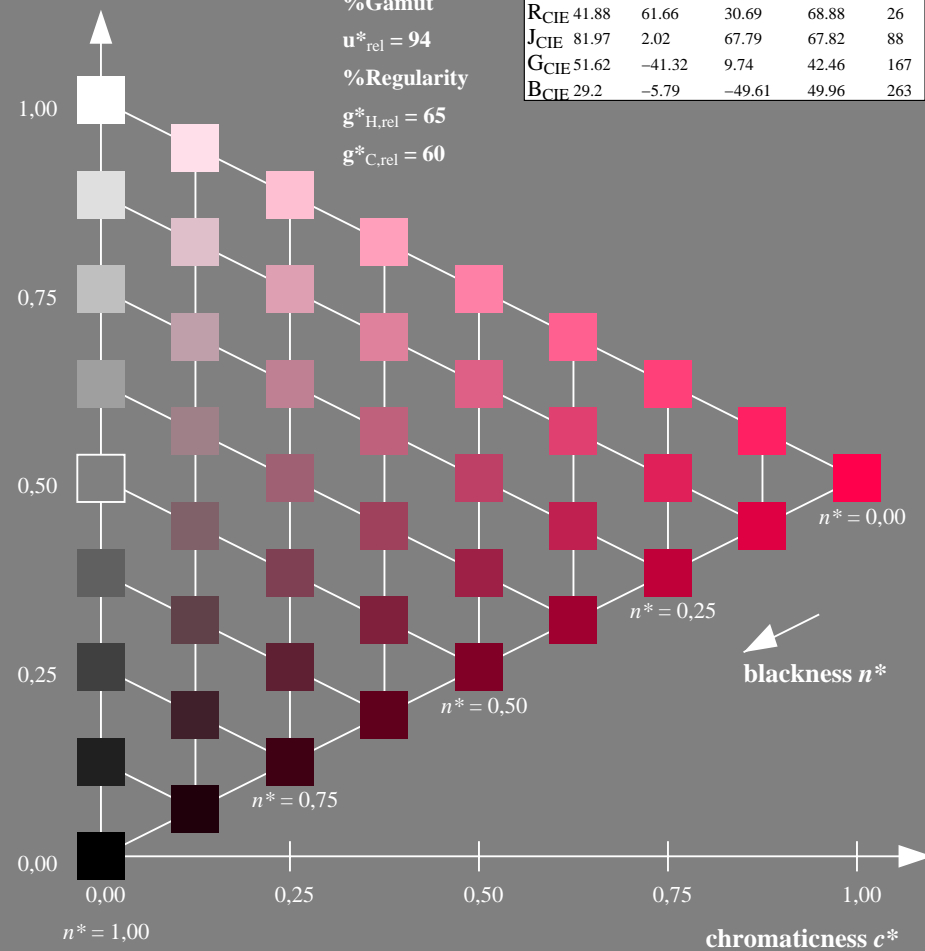 %Gamut
u*rel = 94
%Regularity
g*H,rel = 65
g*C,rel = 60
RCIE 41.88 61.66 30.69 68.88 26
JCIE 81.97 2.02 67.79 67.82 88
GCIE 51.62 –41.32 9.74 42.46 167
BCIE 29.2 –5.79 –49.61 49.96 263
1,00
0,75
0,50
n* = 0,00
n* = 0,25
0,25
blackness n*
n* = 0,50
n* = 0,75
0,00
0,00 0,25 0,50 0,75 1,00
n* = 1,00
chromaticness c*